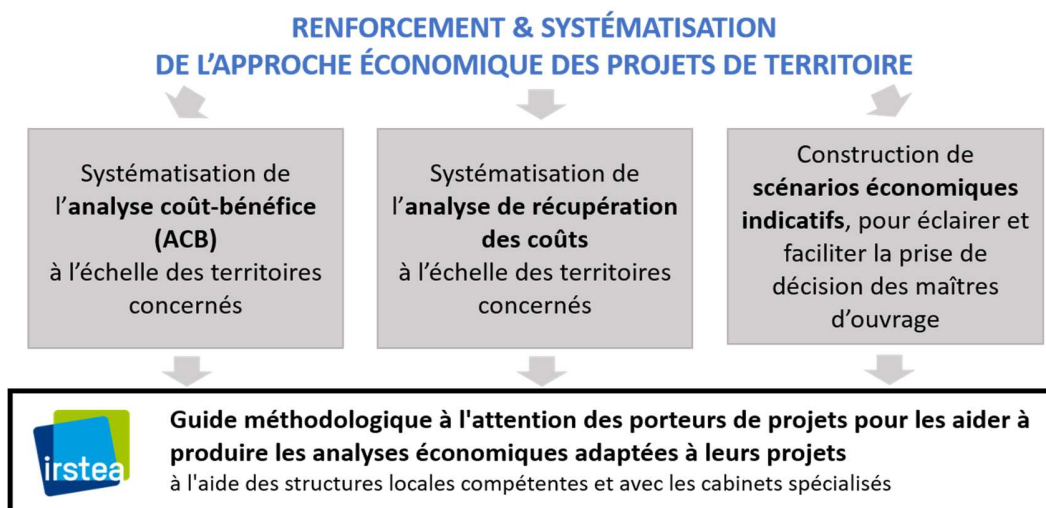 RENFORCEMENT & SYSTÉMATISATION
DE L’APPROCHE ÉCONOMIQUE DES PROJETS DE TERRITOIRE
Systématisation de
l’analyse coût-bénéfice
(ACB)
à l’échelle des territoires
concernés
Systématisation de
l’analyse de récupération
des coûts
à l’échelle des territoires
concernés
Construction de
scénarios économiques
indicatifs, pour éclairer et
faciliter la prise de
décision des maîtres
d’ouvrage
irstea
Guide méthodologique à l'attention des porteurs de projets pour les aider à
produire les analyses économiques adaptées à leurs projets
à l'aide des structures locales compétentes et avec les cabinets spécialisés